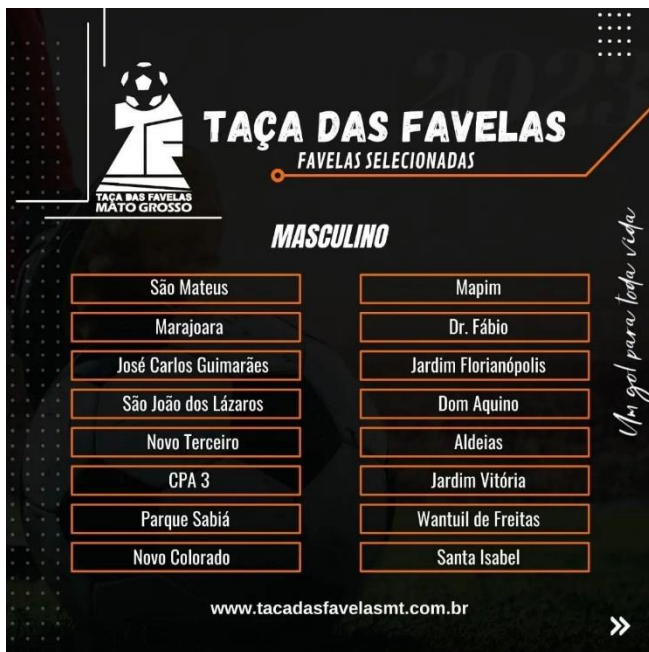 2023
TAÇA DAS FAVELAS
FAVELAS SELECIONADAS
TF
TAÇA DAS FAVELAS
MATO GROSSO
MASCULINO
São Mateus
Marajoara
José Carlos Guimarães
São João dos Lázaros
Novo Terceiro
CPA 3
Parque Sabiá
Novo Colorado
Mapim
Dr. Fábio
Jardim Florianópolis
Dom Aquino
Aldeias
Jardim Vitória
Wantuil de Freitas
Santa Isabel
Um gol para toda vida
www.tacadasfavelasmt.com.br